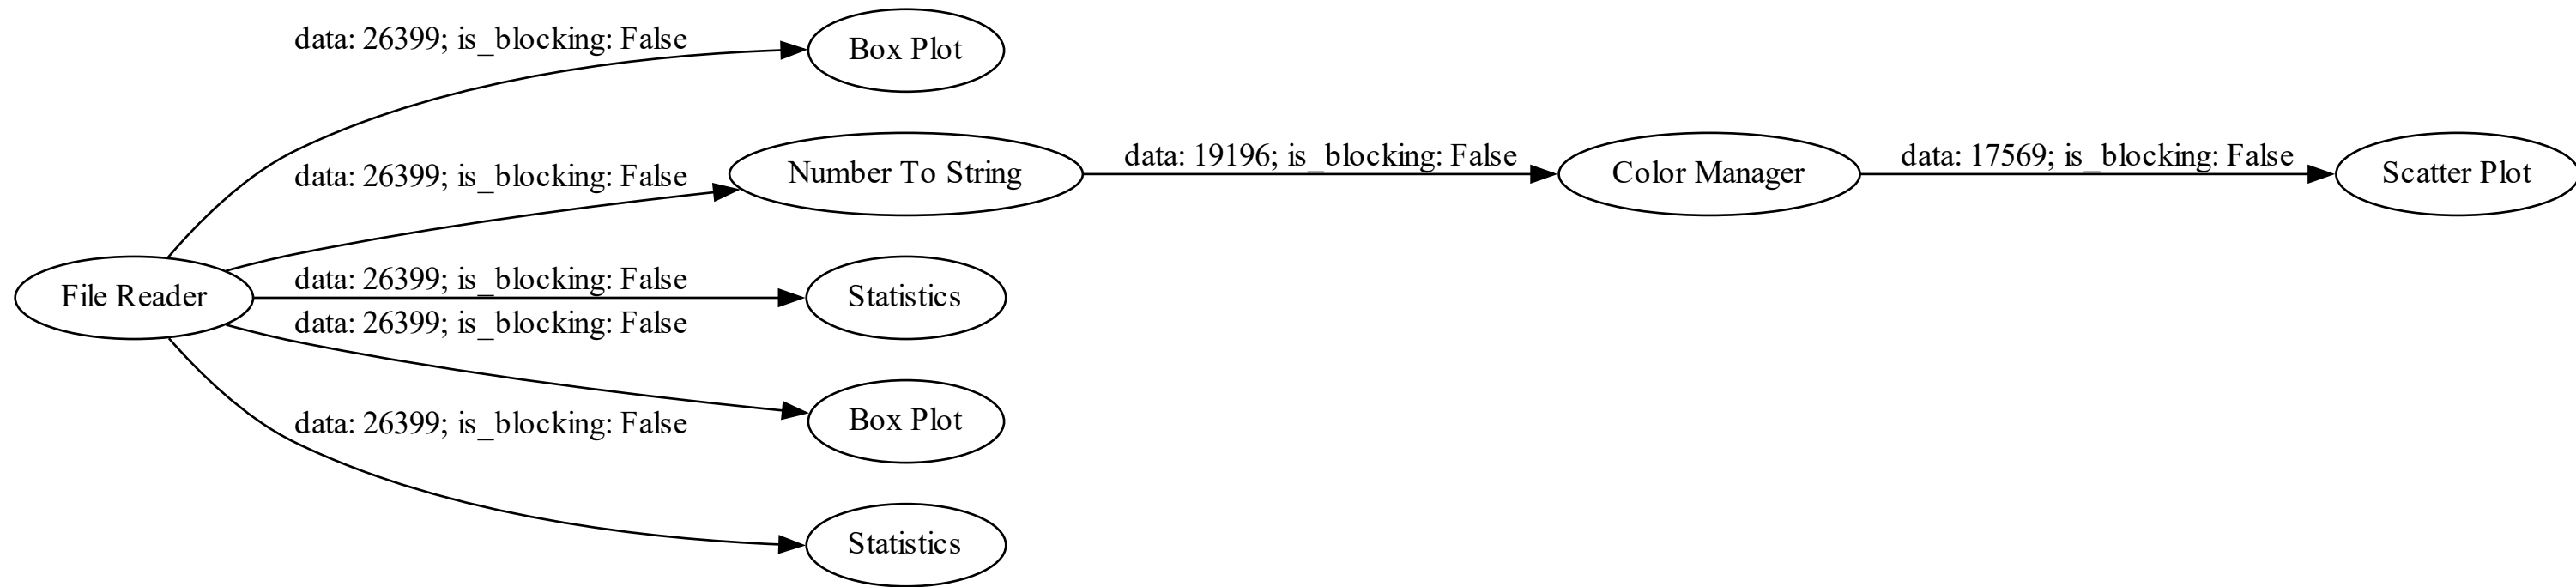 data: 26399; is_blocking: False
Box Plot
data: 26399; is_blocking: False
Number To String
data: 19196; is_blocking: False
Color Manager
data: 17569; is_blocking: False
Scatter Plot
File Reader
data: 26399; is_blocking: False
Statistics
data: 26399; is_blocking: False
Box Plot
data: 26399; is_blocking: False
Statistics